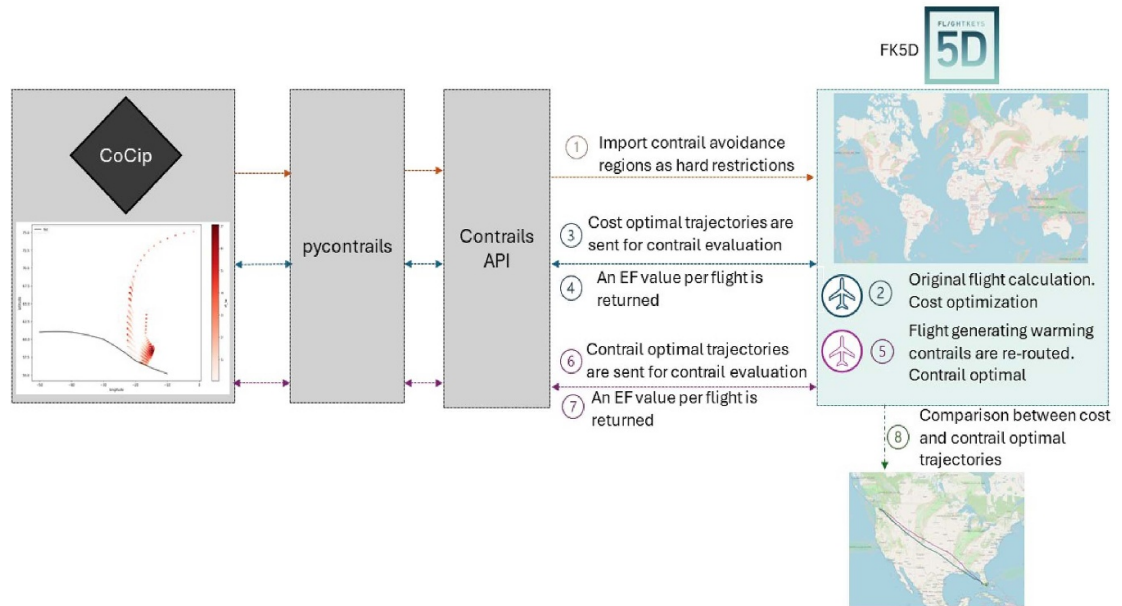 FLIGHTKEYS
5D
FK5D
CoCip
pycontrails
Contrails
API
1
Import contrail avoidance
regions as hard restrictions
3
Cost optimal trajectories are
sent for contrail evaluation
4
An EF value per flight is
returned
2
Original flight calculation.
Cost optimization
5
Flight generating warming
contrails are re-routed.
Contrail optimal
6
Contrail optimal trajectories
are sent for contrail evaluation
7
An EF value per flight is
returned
8
Comparison between cost
and contrail optimal
trajectories